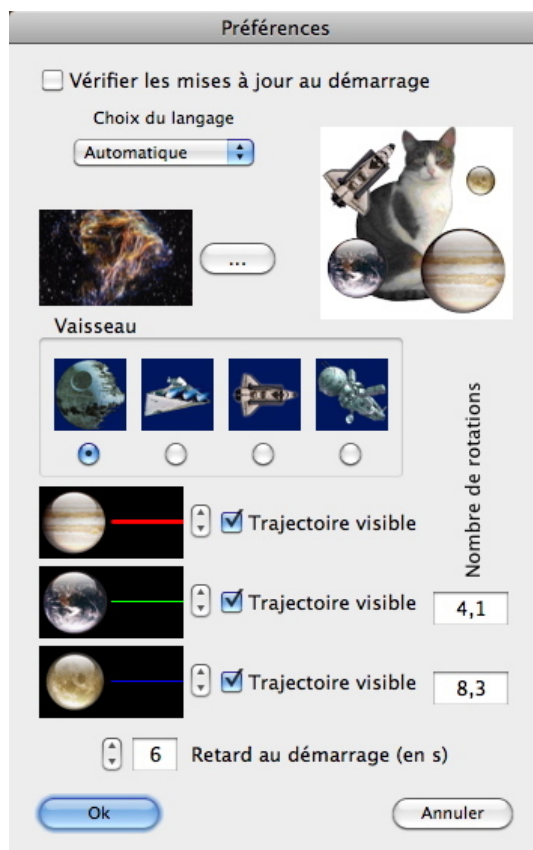 Préférences
Vérifier les mises à jour au démarrage
Choix du langage
Automatique
...
Vaisseau
Nombre de rotations
Trajectoire visible
Trajectoire visible
4,1
Trajectoire visible
8,3
6 Retard au démarrage (en s)
Ok
Annuler